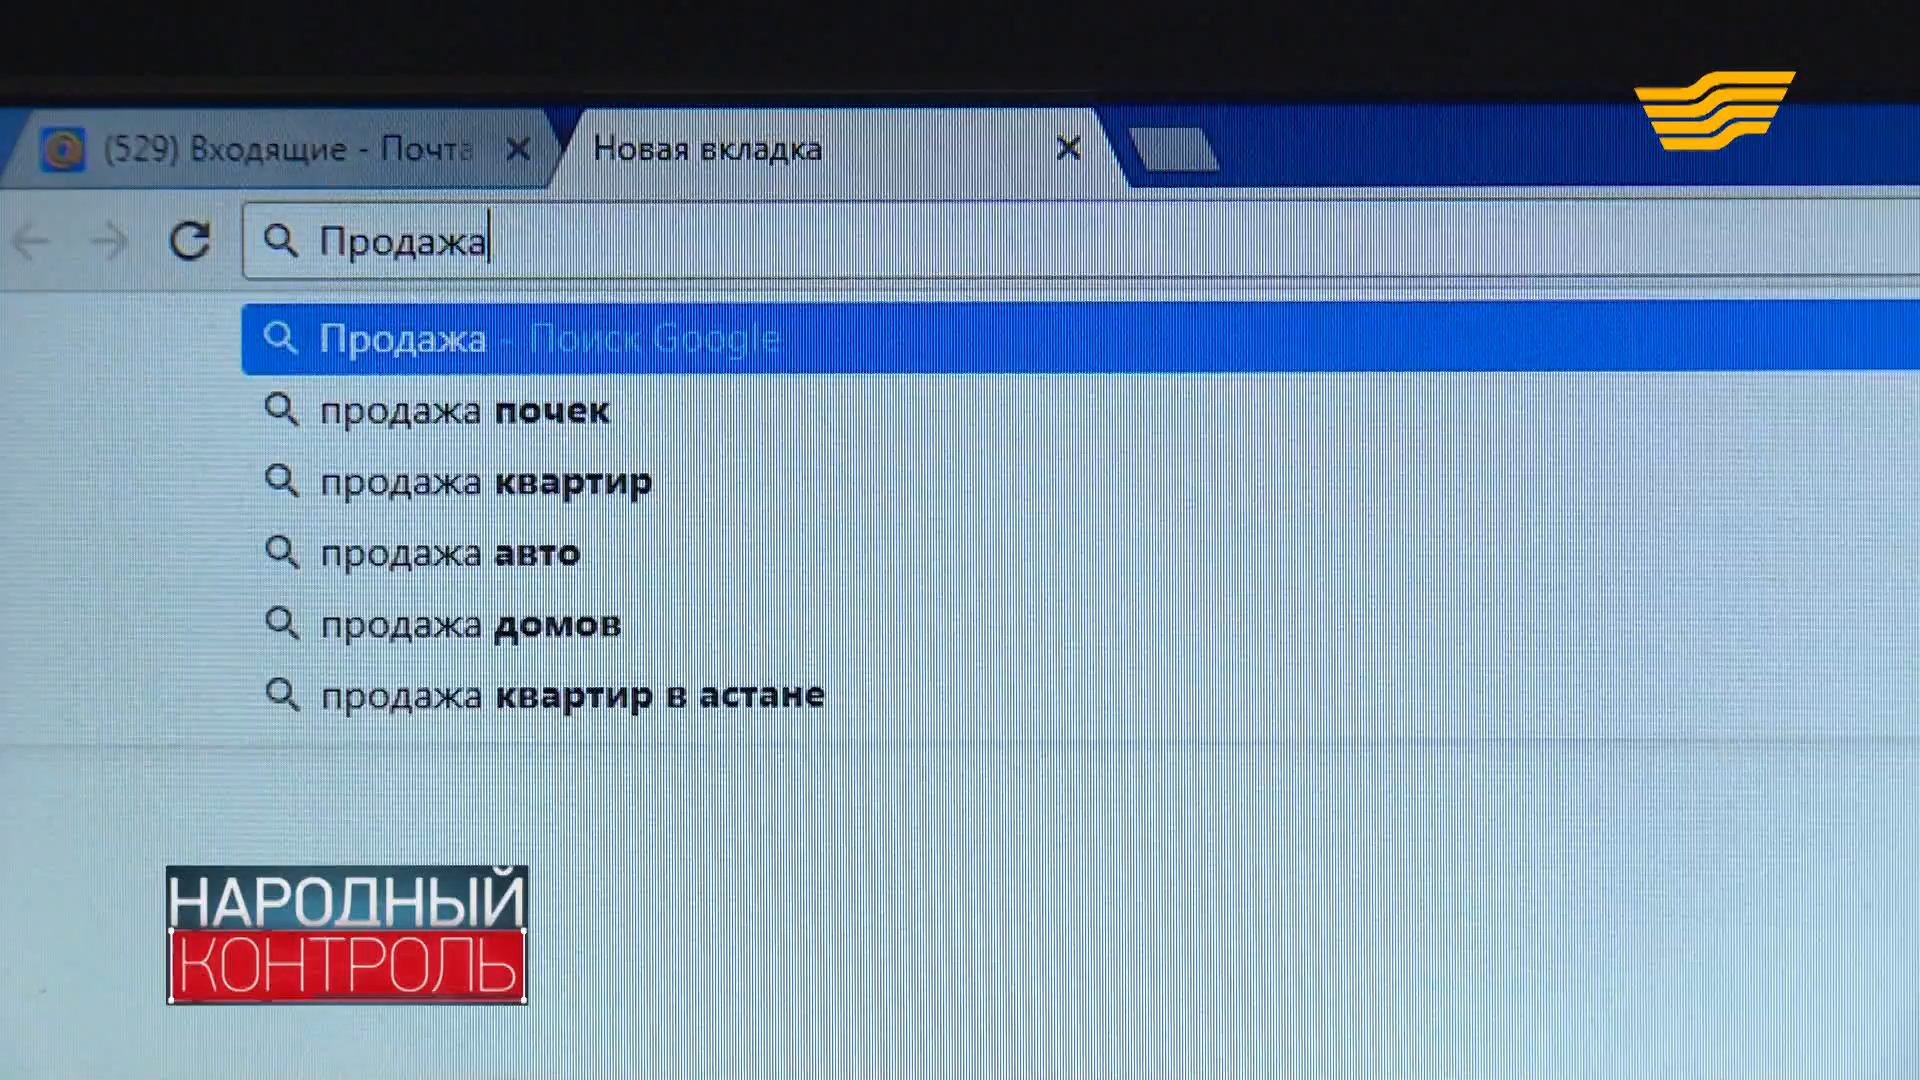 (529) Входящие - Почта
Новая вкладка
Продажа
Продажа - Поиск Google
продажа почек
продажа квартир
продажа авто
продажа домов
продажа квартир в астане
НАРОДНЫЙ
КОНТРОЛЬ